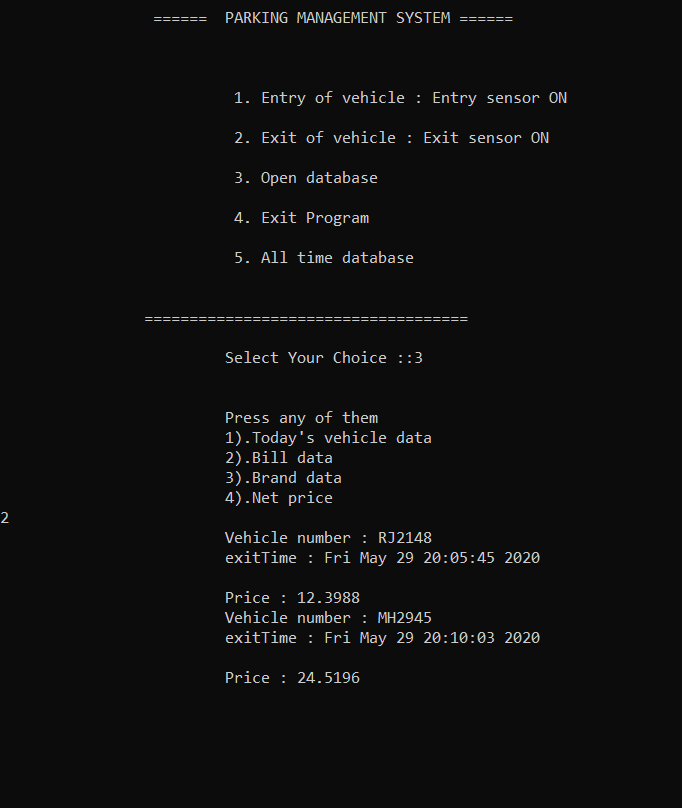 ======  PARKING MANAGEMENT SYSTEM ======
1. Entry of vehicle : Entry sensor ON
2. Exit of vehicle : Exit sensor ON
3. Open database
4. Exit Program
5. All time database
====================================
Select Your Choice ::3
Press any of them
1).Today's vehicle data
2).Bill data
3).Brand data
4).Net price
2
Vehicle number : RJ2148
exitTime : Fri May 29 20:05:45 2020
Price : 12.3988
Vehicle number : MH2945
exitTime : Fri May 29 20:10:03 2020
Price : 24.5196